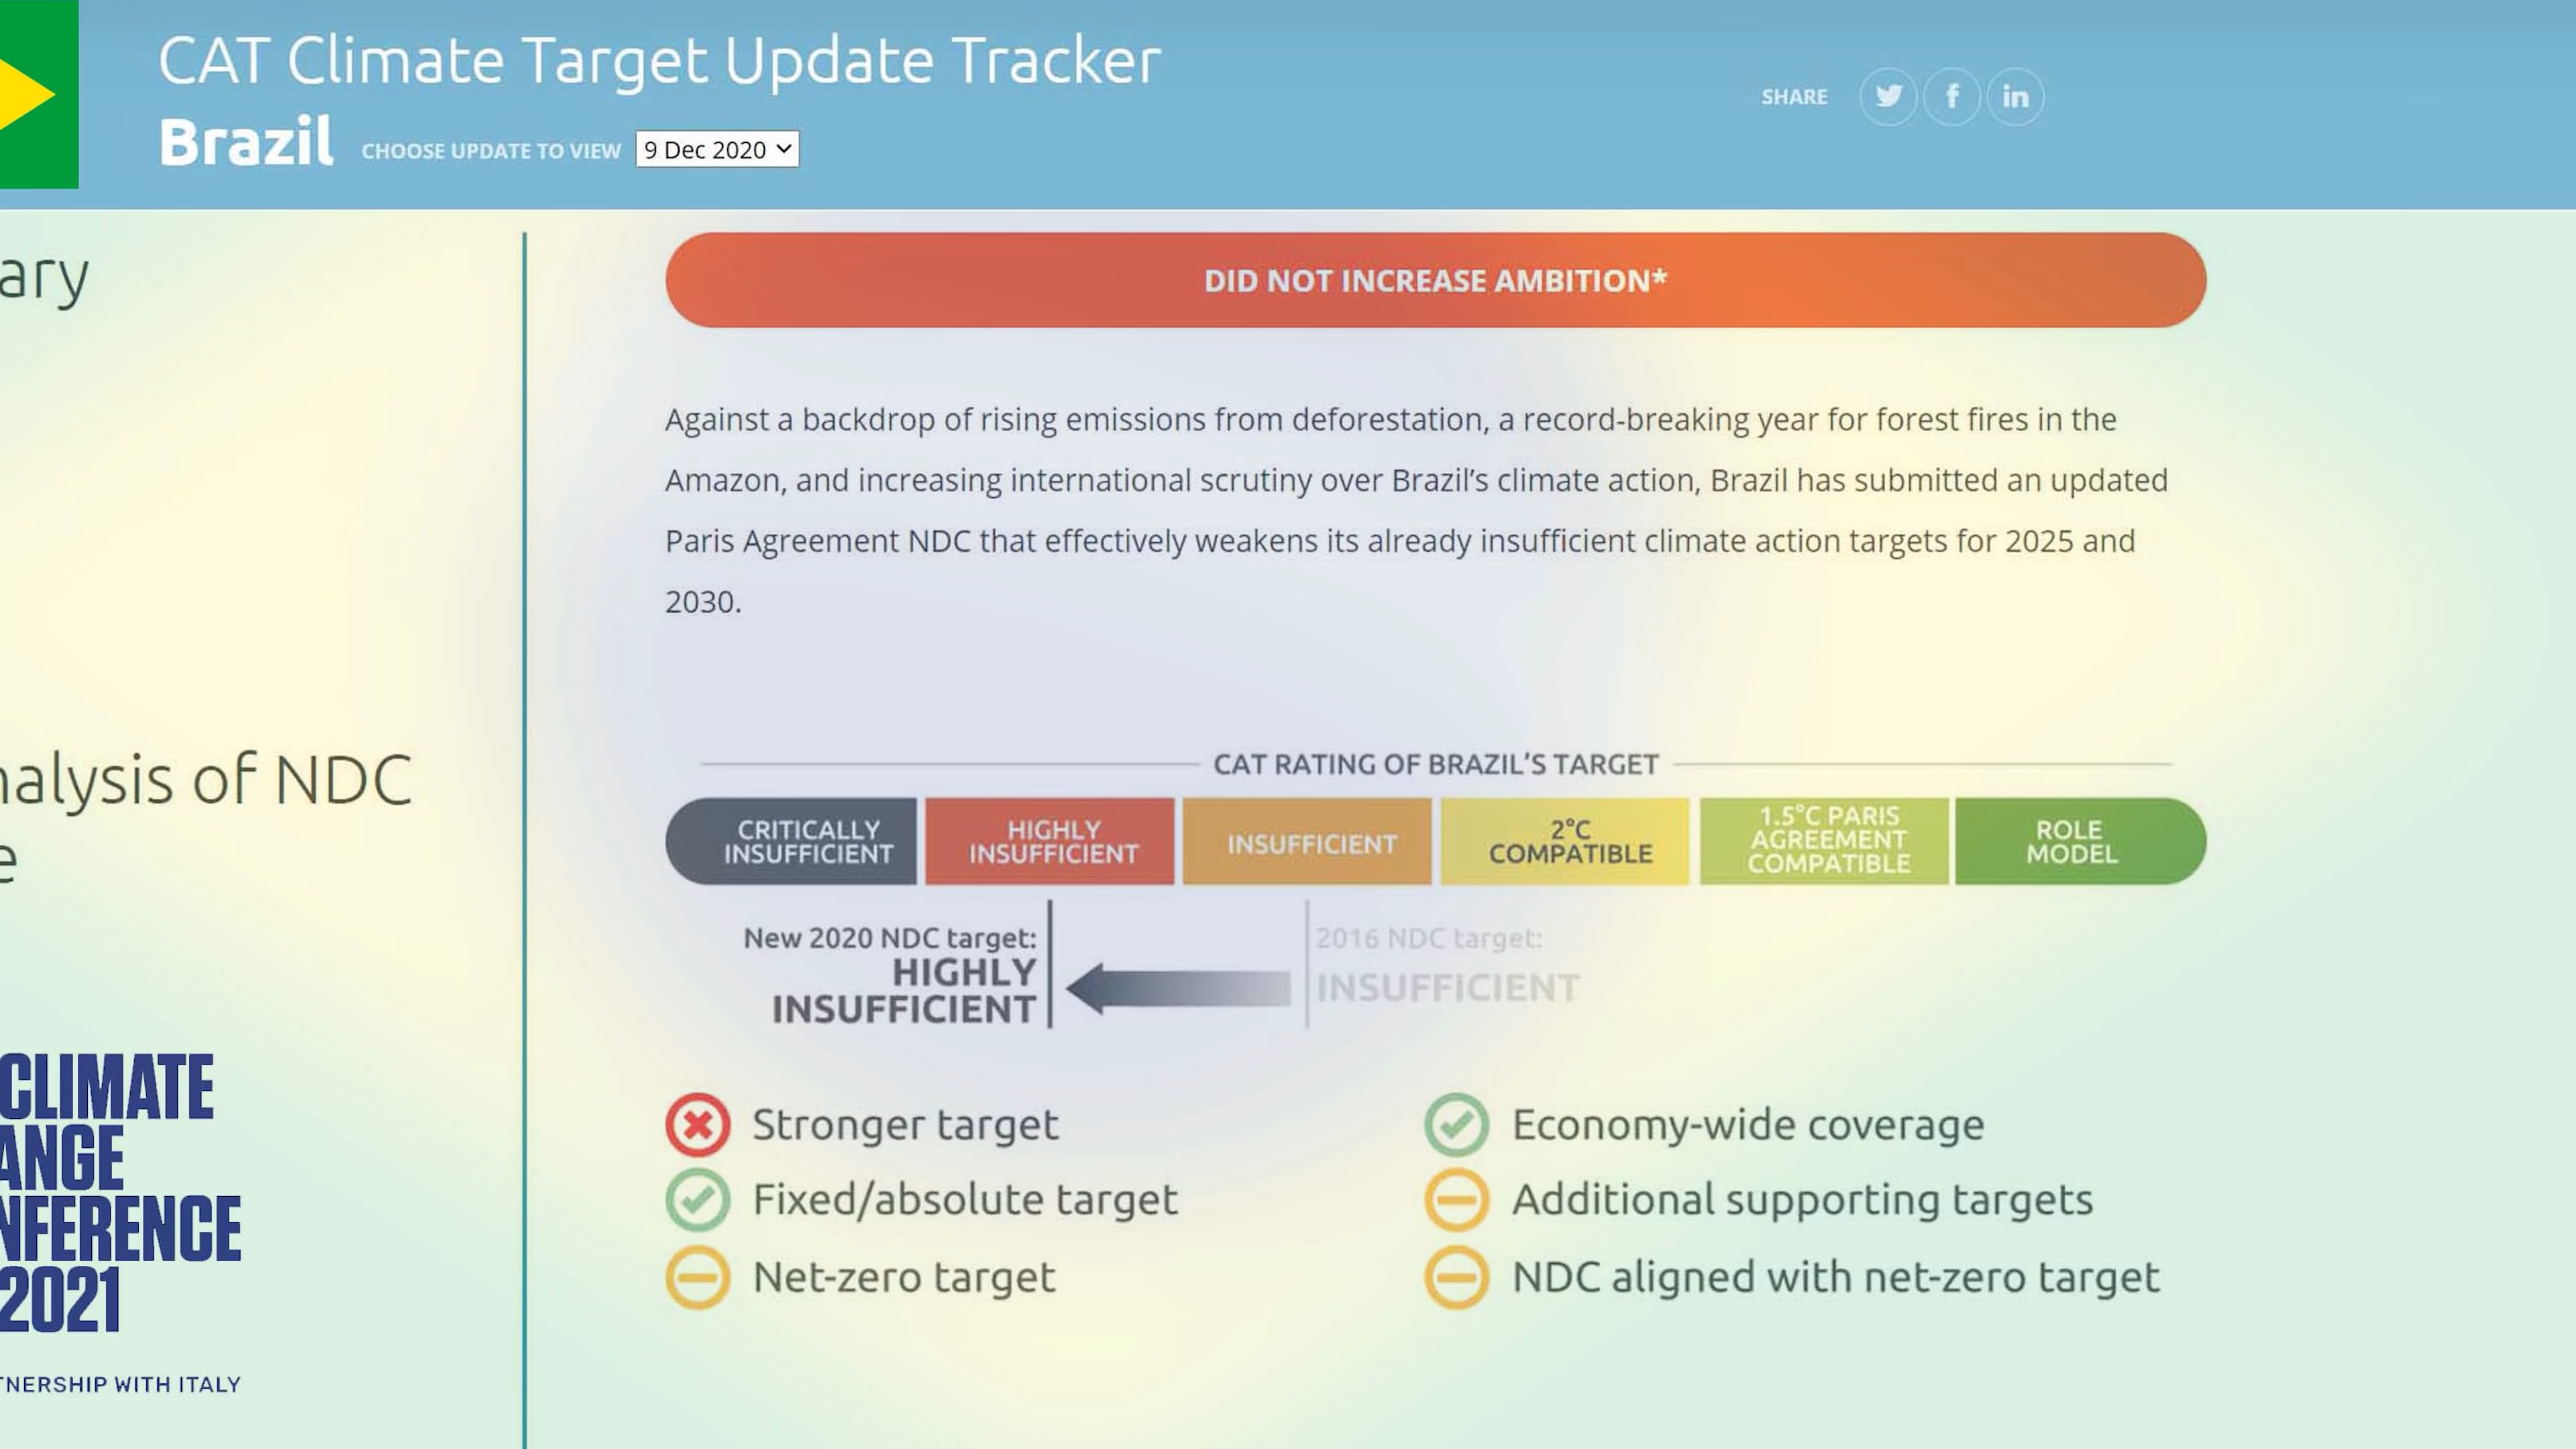 CAT Climate Target Update Tracker
Brazil CHOOSE UPDATE TO VIEW 9 Dec 2020
SHARE
ary
nalysis of NDC
e
CLIMATE
ANGE
NFERENCE
2021
TNERSHIP WITH ITALY
DID NOT INCREASE AMBITION*
Against a backdrop of rising emissions from deforestation, a record-breaking year for forest fires in the
Amazon, and increasing international scrutiny over Brazil's climate action, Brazil has submitted an updated
Paris Agreement NDC that effectively weakens its already insufficient climate action targets for 2025 and
2030.
CAT RATING OF BRAZIL'S TARGET
CRITICALLY
INSUFFICIENT
HIGHLY
INSUFFICIENT
INSUFFICIENT
2°C
COMPATIBLE
1.5°C PARIS
AGREEMENT
COMPATIBLE
ROLE
MODEL
New 2020 NDC target:
HIGHLY
INSUFFICIENT
2016 NDC target:
INSUFFICIENT
Stronger target
Fixed/absolute target
Net-zero target
Economy-wide coverage
Additional supporting targets
NDC aligned with net-zero target